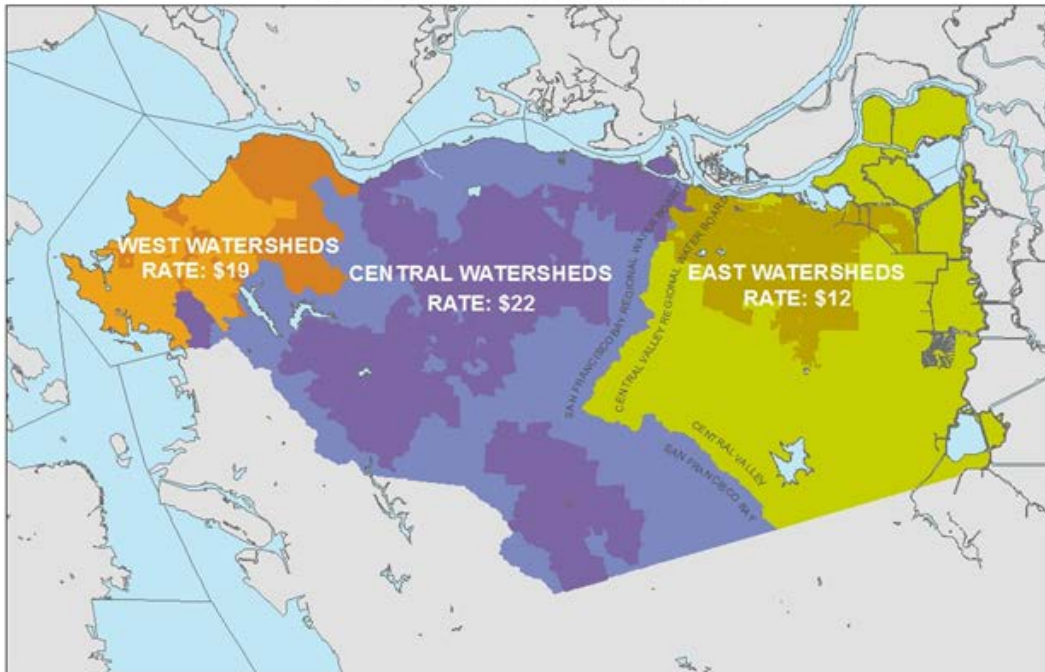 WEST WATERSHEDS
RATE: $19
CENTRAL WATERSHEDS
RATE: $22
EAST WATERSHEDS
RATE: $12
SAN FRANCISCO BAY REGIONAL WATER BOARD
CENTRAL VALLEY REGIONAL WATER BOARD
CENTRAL VALLEY
SAN FRANCISCO BAY